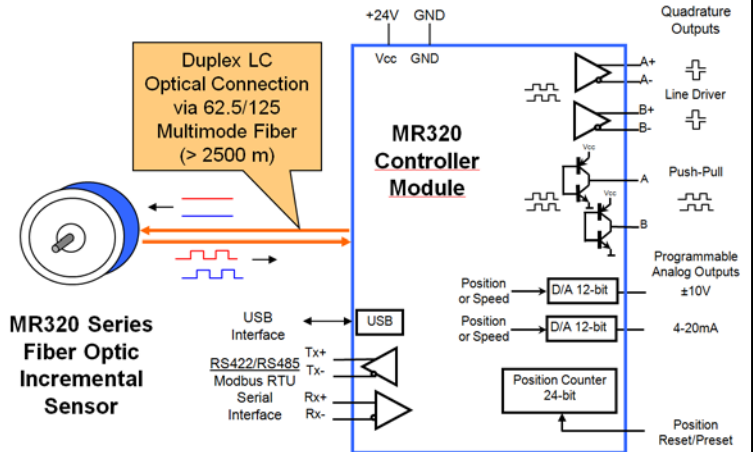 +24V
GND
Quadrature
Outputs
Duplex LC
Optical Connection
via 62.5/125
Multimode Fiber
(> 2500 m)
Vcc
GND
A+
A-
Line Driver
B+
B-
MR320
Controller
Module
Vcc
A
Push-Pull
Vcc
B
Programmable
Analog Outputs
±10V
Position
or Speed
D/A 12-bit
Position
or Speed
D/A 12-bit
4-20mA
MR320 Series
Fiber Optic
Incremental
Sensor
USB
Interface
USB
RS422/RS485
Modbus RTU
Serial
Interface
Tx+
Tx-
Rx+
Rx-
Position Counter
24-bit
Position
Reset/Preset